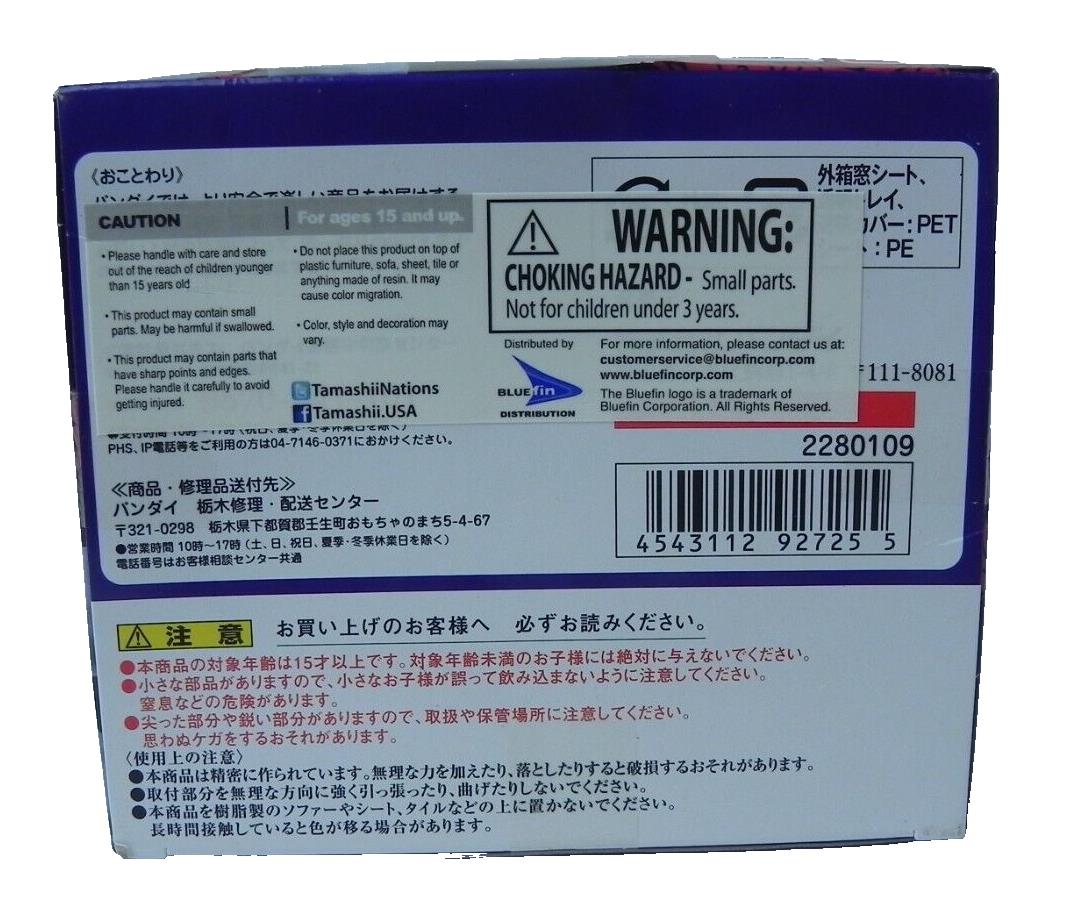 《おことわり》
外箱窓シート、
トレイ、
カバー：PET
：PE
CAUTION
For ages 15 and up.
• Please handle with care and store
out of the reach of children younger
than 15 years old
• This product may contain small
parts. May be harmful if swallowed.
• This product may contain parts that
have sharp points and edges.
Please handle it carefully to avoid
getting injured.
• Do not place this product on top of
plastic furniture, sofa, sheet, tile or
anything made of resin. It may
cause color migration.
• Color, style and decoration may
vary.
TamashiiNations
Tamashii.USA
WARNING:
CHOKING HAZARD - Small parts.
Not for children under 3 years.
Distributed by
BLUEfin
DISTRIBUTION
For more information, please contact us at:
customerservice@bluefincorp.com
www.bluefincorp.com
The Bluefin logo is a trademark of
Bluefin Corporation. All Rights Reserved.
〒111-8081
PHS、IP電話等をご利用の方は04-7146-0371におかけください。
≪商品・修理品送付先≫
バンダイ 栃木修理・配送センター
〒321-0298 栃木県下都賀郡壬生町おもちゃのまち5-4-67
●営業時間 10時～17時（土、日、祝日、夏季・冬季休業日を除く）
電話番号はお客様相談センター共通
2280109
4543112 92725 5
注意 お買い上げのお客様へ 必ずお読みください。
●本商品の対象年齢は15才以上です。対象年齢未満のお子様には絶対に与えないでください。
●小さな部品がありますので、小さなお子様が誤って飲み込まないように注意してください。
窒息などの危険があります。
●尖った部分や鋭い部分がありますので、取扱や保管場所に注意してください。
思わぬケガをするおそれがあります。
〈使用上の注意〉
●本商品は精密に作られています。無理な力を加えたり、落としたりすると破損するおそれがあります。
●取付部分を無理な方向に強く引っ張ったり、曲げたりしないでください。
●本商品を樹脂製のソファーやシート、タイルなどの上に置かないでください。
長時間接触していると色が移る場合があります。